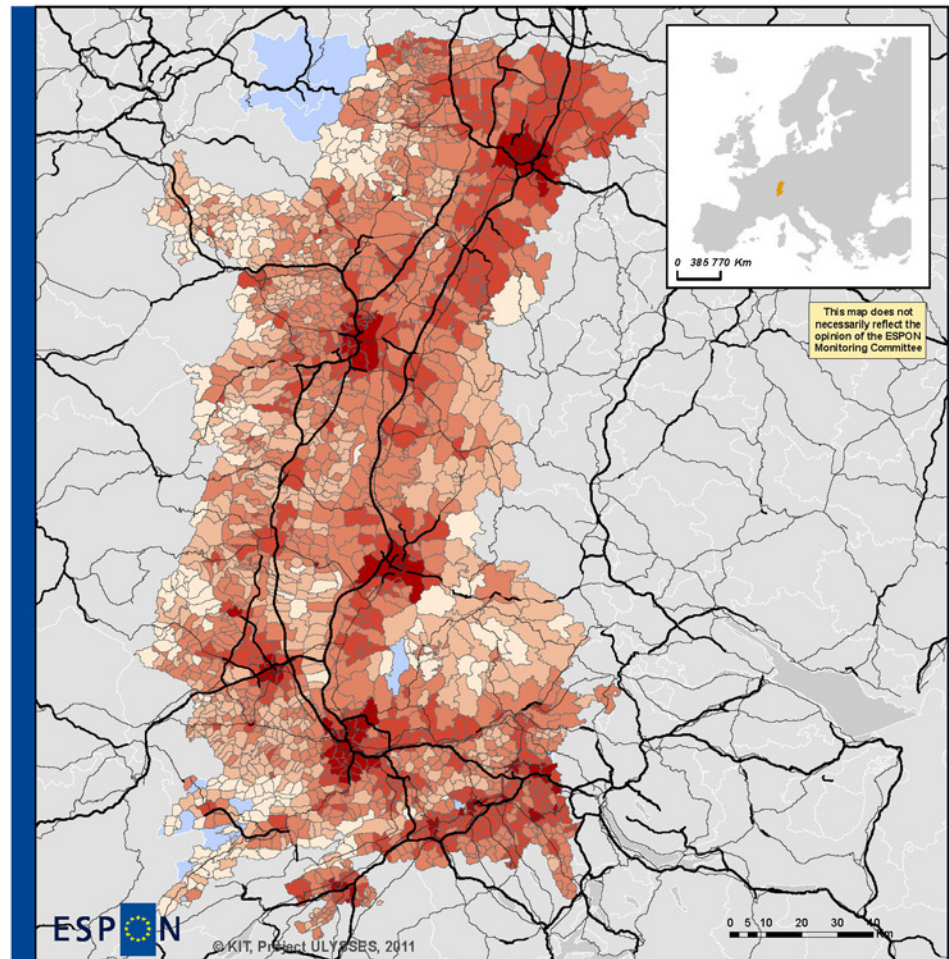 0 385 770 Km
This map does not
necessarily reflect the
opinion of the ESPON
Monitoring Committee
ESPON
© KIT, Project ULYSSES, 2011
0 5 10 20 30 40
Km